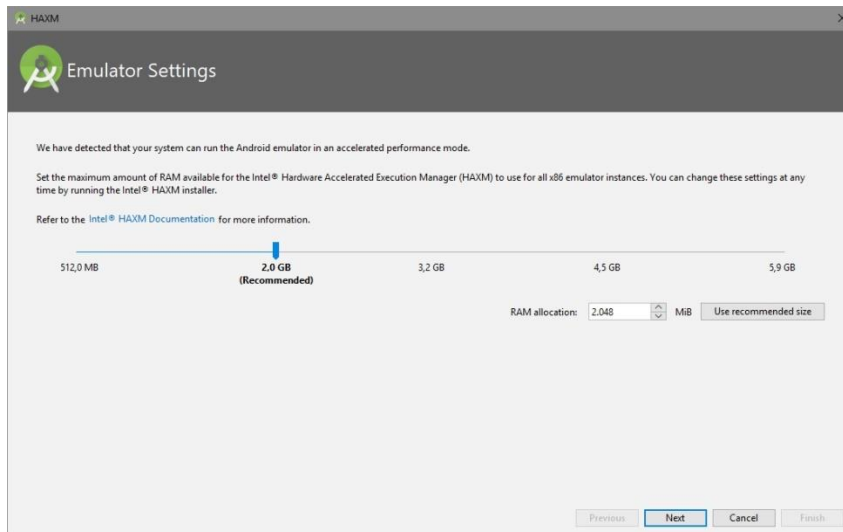 HAXM
Emulator Settings
We have detected that your system can run the Android emulator in an accelerated performance mode.
Set the maximum amount of RAM available for the Intel® Hardware Accelerated Execution Manager (HAXM) to use for all x86 emulator instances. You can change these settings at any
time by running the Intel® HAXM installer.
Refer to the Intel® HAXM Documentation for more information.
512,0 MB 2,0 GB 3,2 GB 4,5 GB 5,9 GB
(Recommended)
RAM allocation: 2.048 MiB Use recommended size
Previous Next Cancel Finish